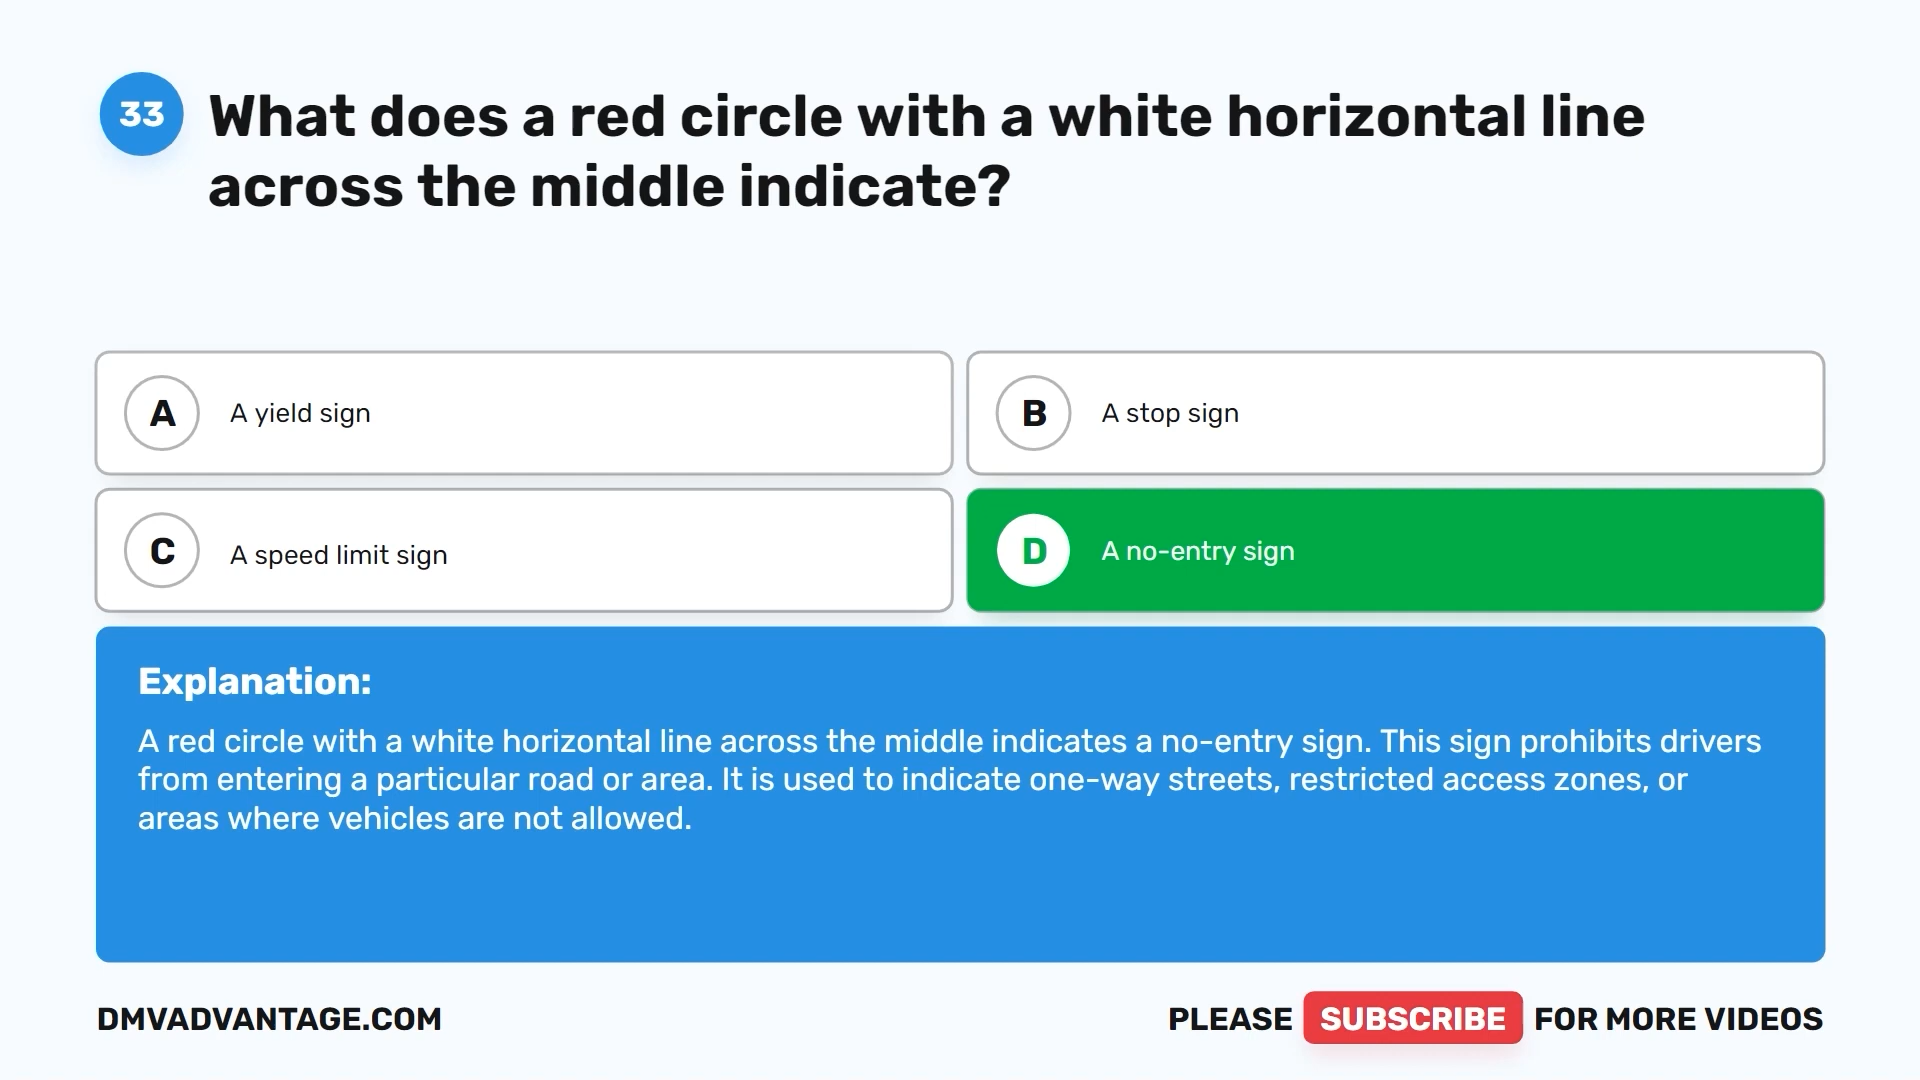 33
What does a red circle with a white horizontal line
across the middle indicate?
A
A yield sign
B
A stop sign
C
A speed limit sign
D
A no-entry sign
Explanation:
A red circle with a white horizontal line across the middle indicates a no-entry sign. This sign prohibits drivers
from entering a particular road or area. It is used to indicate one-way streets, restricted access zones, or
areas where vehicles are not allowed.
DMVADVANTAGE.COM
PLEASE SUBSCRIBE FOR MORE VIDEOS